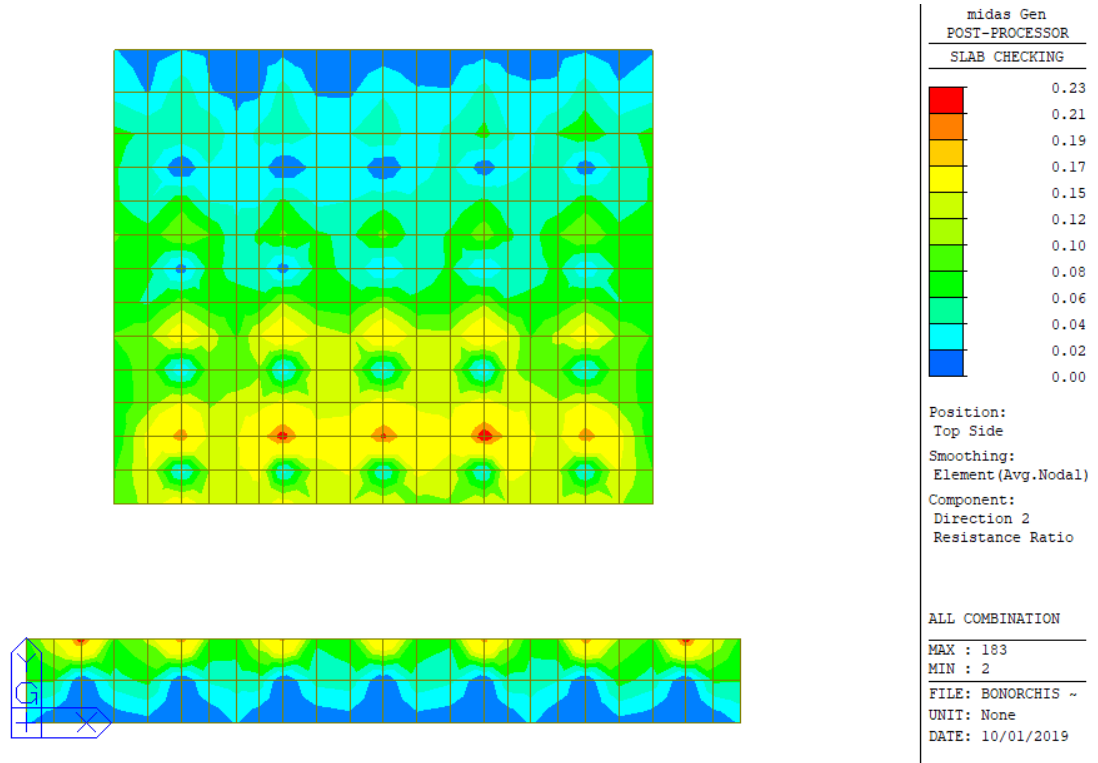 midas Gen
POST-PROCESSOR
SLAB CHECKING
0.23
0.21
0.19
0.17
0.15
0.12
0.10
0.08
0.06
0.04
0.02
0.00
Position:
Top Side
Smoothing:
Element(Avg.Nodal)
Component:
Direction 2
Resistance Ratio
ALL COMBINATION
MAX : 183
MIN : 2
FILE: BONORCHIS ~
UNIT: None
DATE: 10/01/2019
Y
G
X